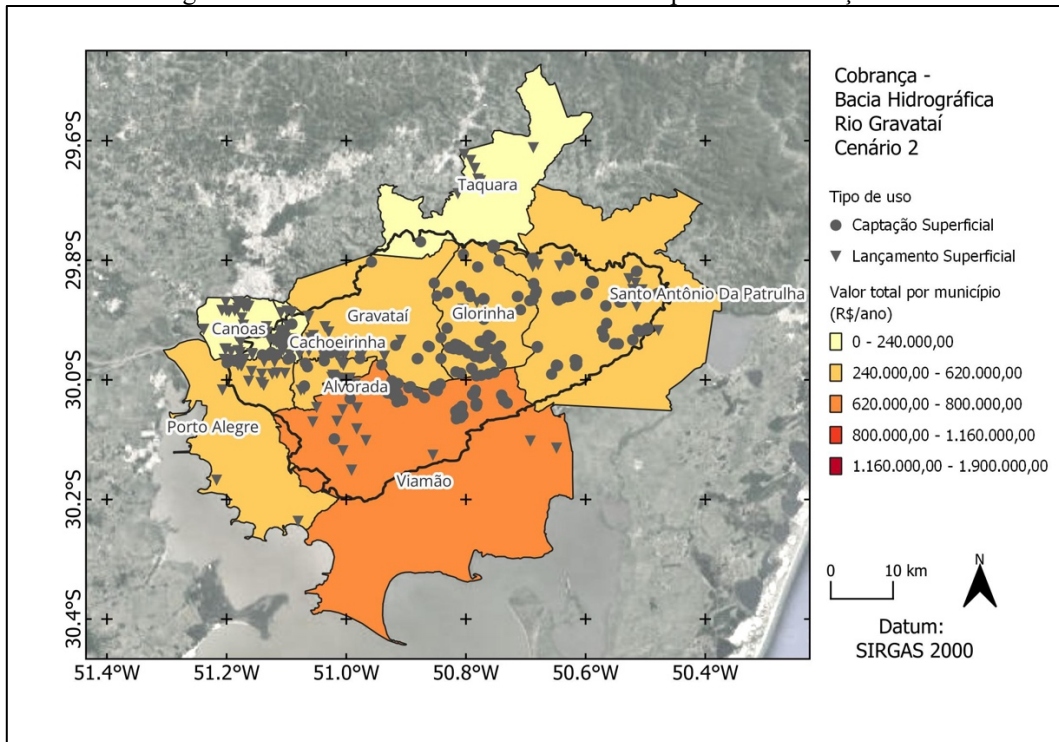 Cobrança -
Bacia Hidrográfica
Rio Gravataí
Cenário 2
Tipo de uso
Captação Superficial
Lançamento Superficial
Valor total por município
(R$/ano)
0 - 240.000,00
240.000,00 - 620.000,00
620.000,00 - 800.000,00
800.000,00 - 1.160.000,00
1.160.000,00 - 1.900.000,00
0 10 km
N
Datum:
SIRGAS 2000
29.6°S
29.8°S
30.0°S
30.2°S
30.4°S
Taquara
Santo Antônio Da Patrulha
Glorinha
Gravataí
Canoas
Cachoeirinha
Alvorada
Porto Alegre
Viamão
51.4°W 51.2°W 51.0°W 50.8°W 50.6°W 50.4°W